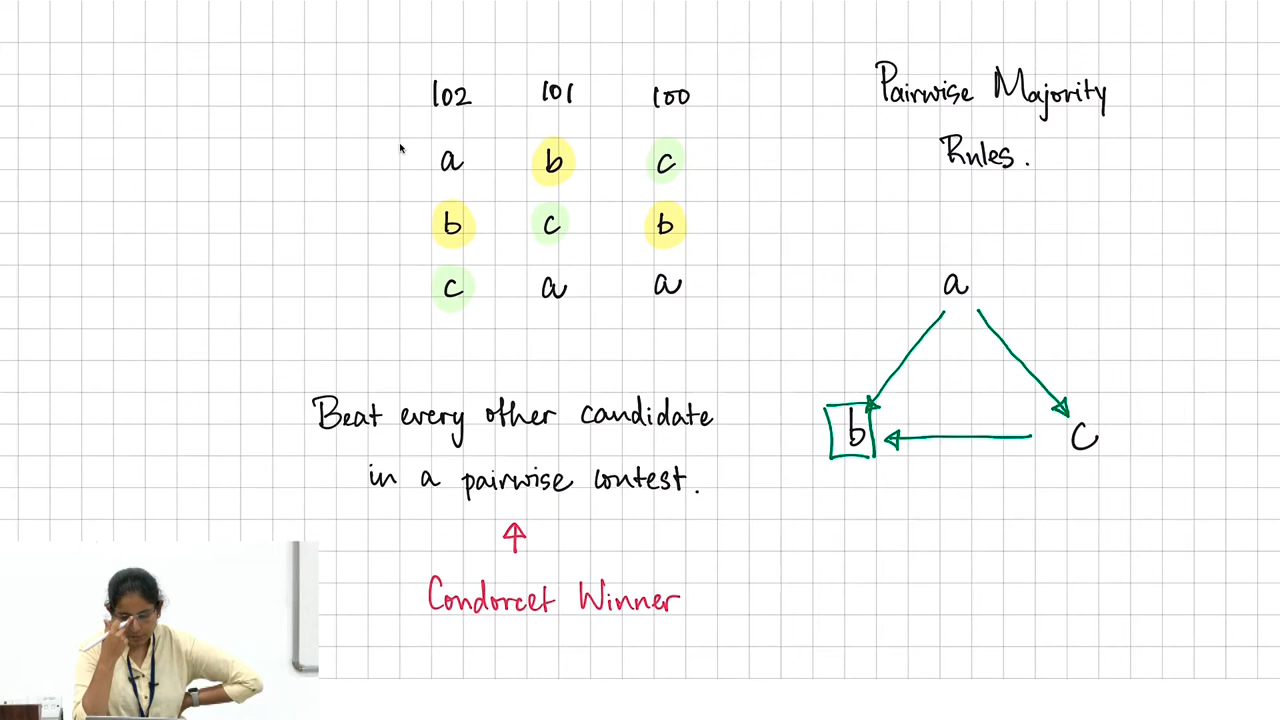 102 101 100
a b c
b c b
c a a
Pairwise Majority
Rules.
a
b c
Beat every other candidate
in a pairwise contest.
Condorcet Winner